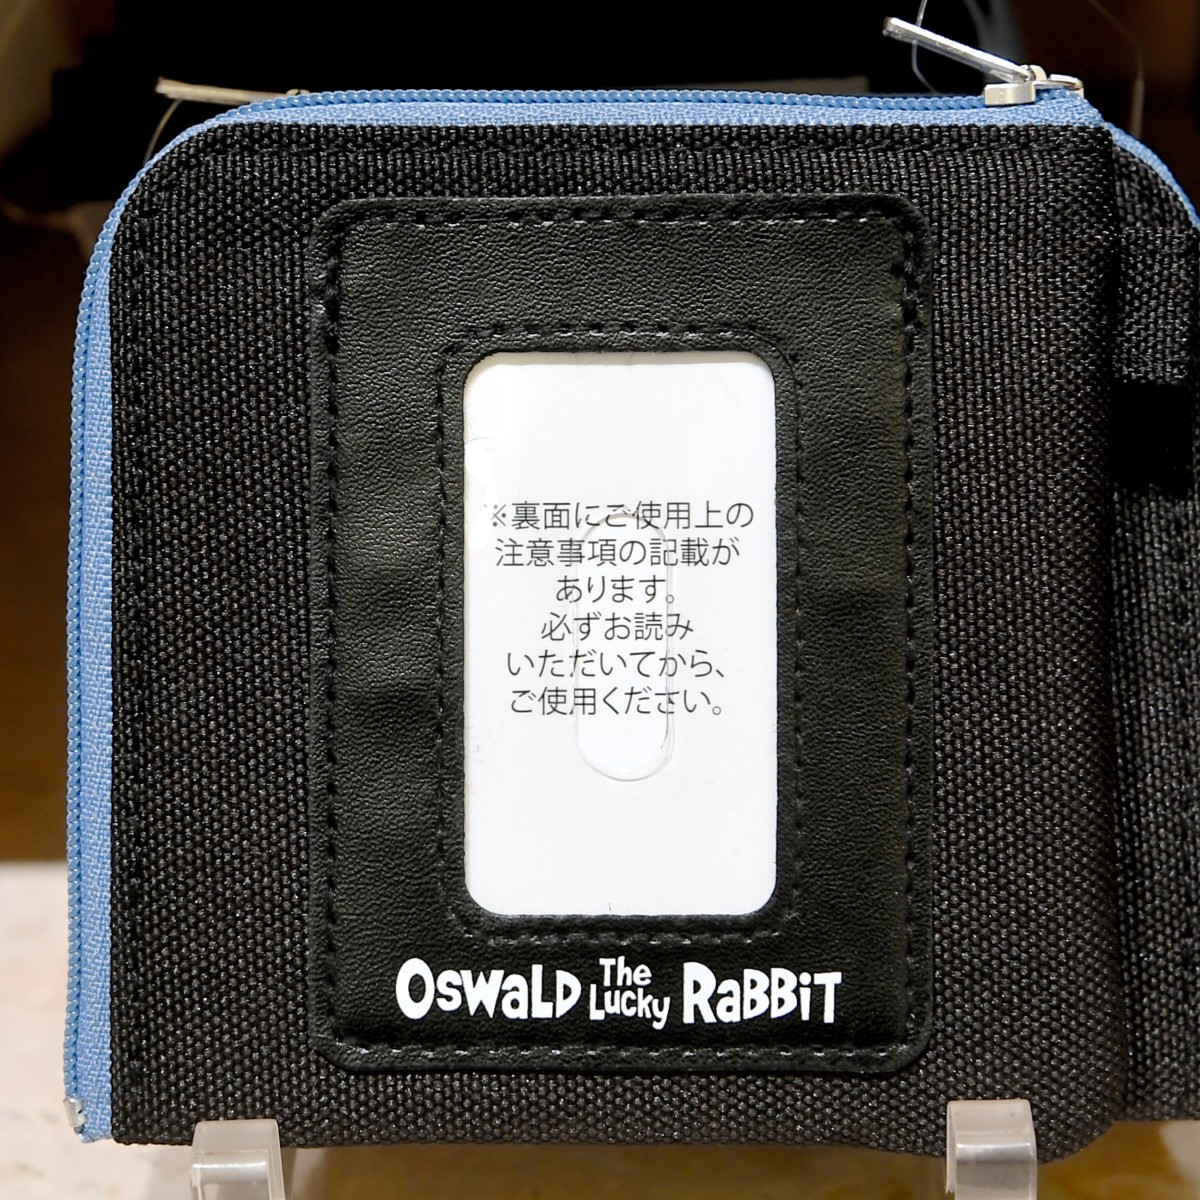 ※裏面にご使用上の
注意事項の記載が
あります。
必ずお読み
いただいてから、
ご使用ください。
OSWALD The Lucky RaBBiT